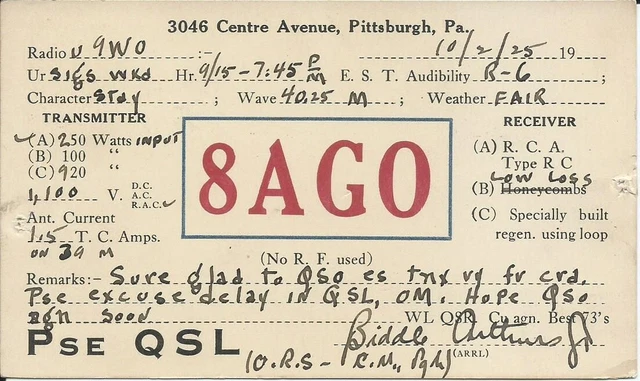 3046 Centre Avenue, Pittsburgh, Pa.
Radio U 9WO :- 10/2/25 19
Ur sigs wkd Hr. 9/15-7:45 PM E. S. T. Audibility R-6 ;
Character Stdy ; Wave 40.25 M ; Weather FAIR
TRANSMITTER
(A) 250 Watts INPUT
(B) 100 "
(C) 920 "
1,100 V. D.C. A.C. R.A.C.
Ant. Current
1.5 T. C. Amps.
on 39 M
8AGO
RECEIVER
(A) R. C. A.
Type R C
LOW LOSS
(B) Honeycombs
(C) Specially built
regen. using loop
(No R. F. used)
Remarks:- Sure glad to QSO es tnx vy fr crd.
Pse excuse delay in QSL, OM. Hope QSO
agn soon WL QSR Cu agn. Best 73's
PSE QSL Biddle Arthurs Jr
(O.R.S - C.M., Pgh) (ARRL)